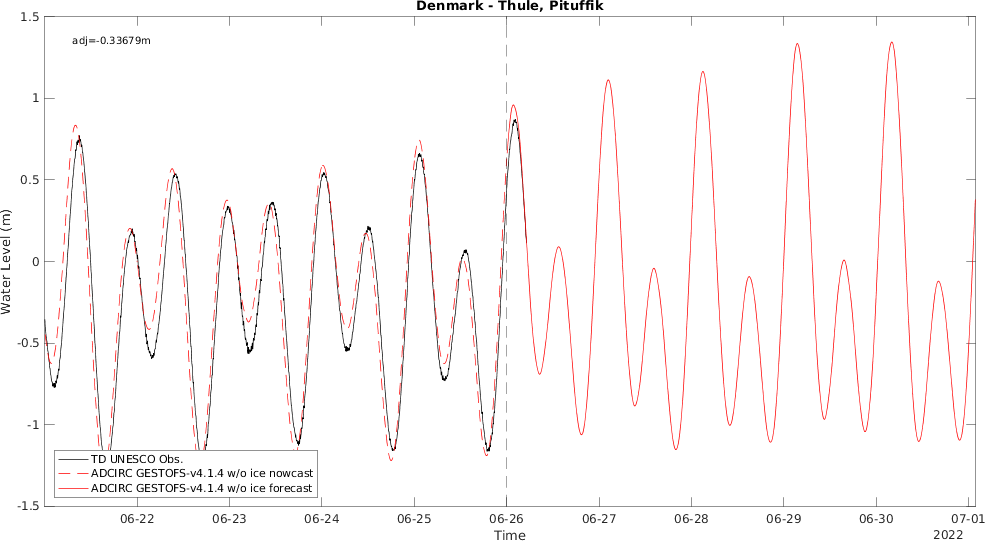 Denmark - Thule, Pituffik
adj=-0.33679m
Water Level (m)
1.5
1
0.5
0
-0.5
-1
-1.5
TD UNESCO Obs.
ADCIRC GESTOFS-v4.1.4 w/o ice nowcast
ADCIRC GESTOFS-v4.1.4 w/o ice forecast
06-22 06-23 06-24 06-25 06-26 06-27 06-28 06-29 06-30 07-01
Time
2022